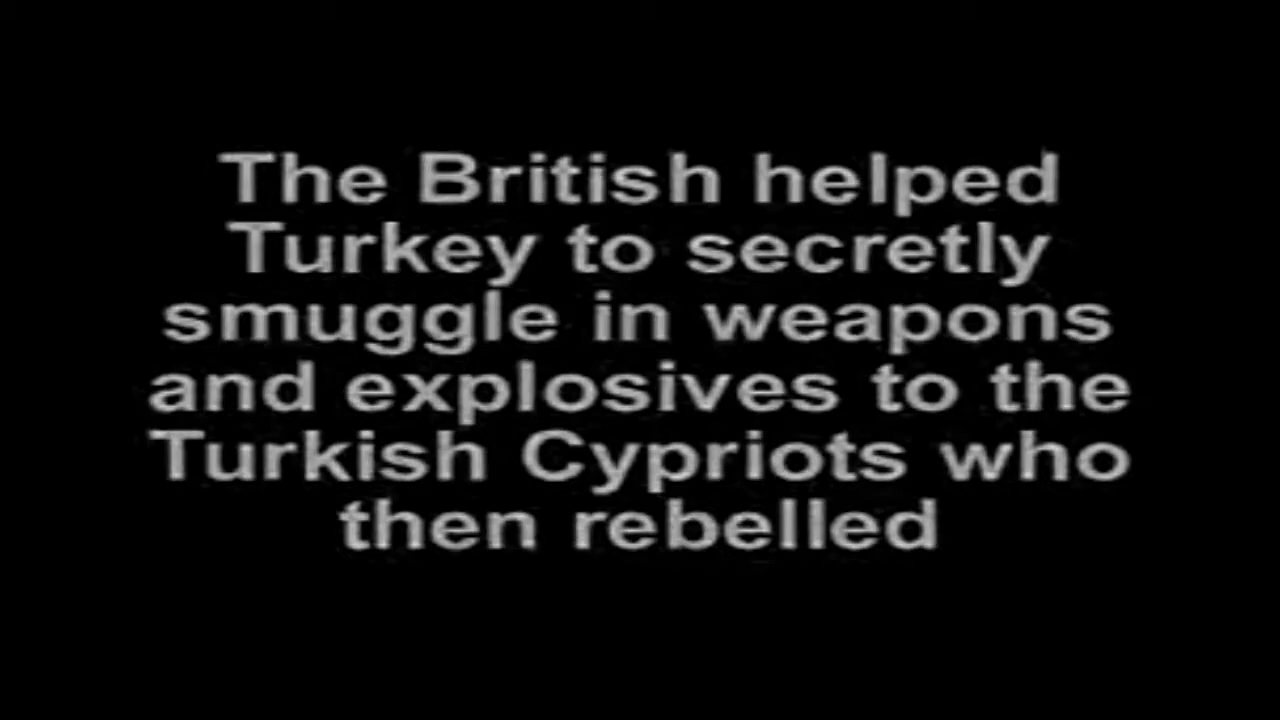 The British helped
Turkey to secretly
smuggle in weapons
and explosives to the
Turkish Cypriots who
then rebelled